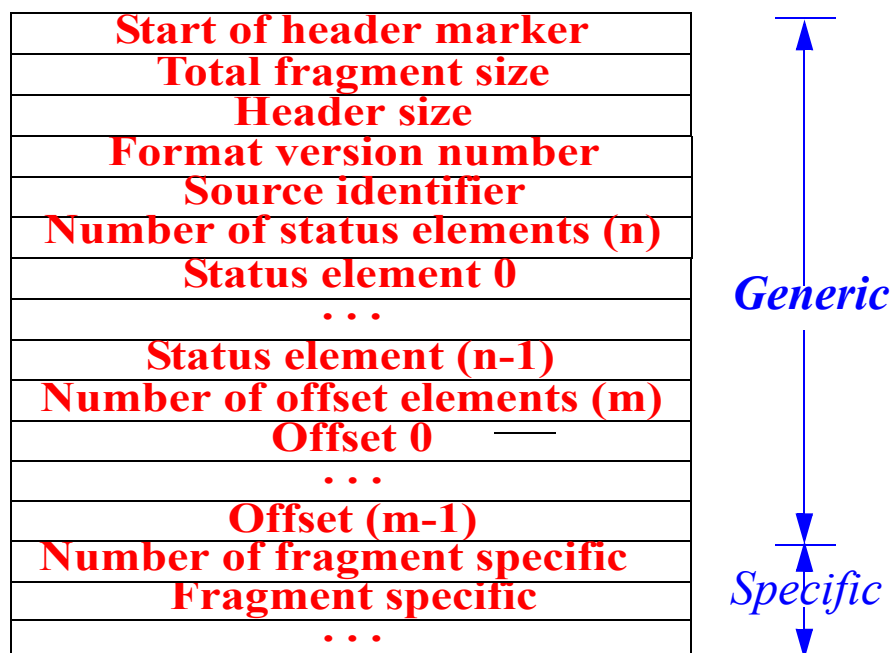 Start of header marker
Total fragment size
Header size
Format version number
Source identifier
Number of status elements (n)
Status element 0
. . .
Status element (n-1)
Number of offset elements (m)
Offset 0
. . .
Offset (m-1)
Number of fragment specific
Fragment specific
. . .
Generic
Specific